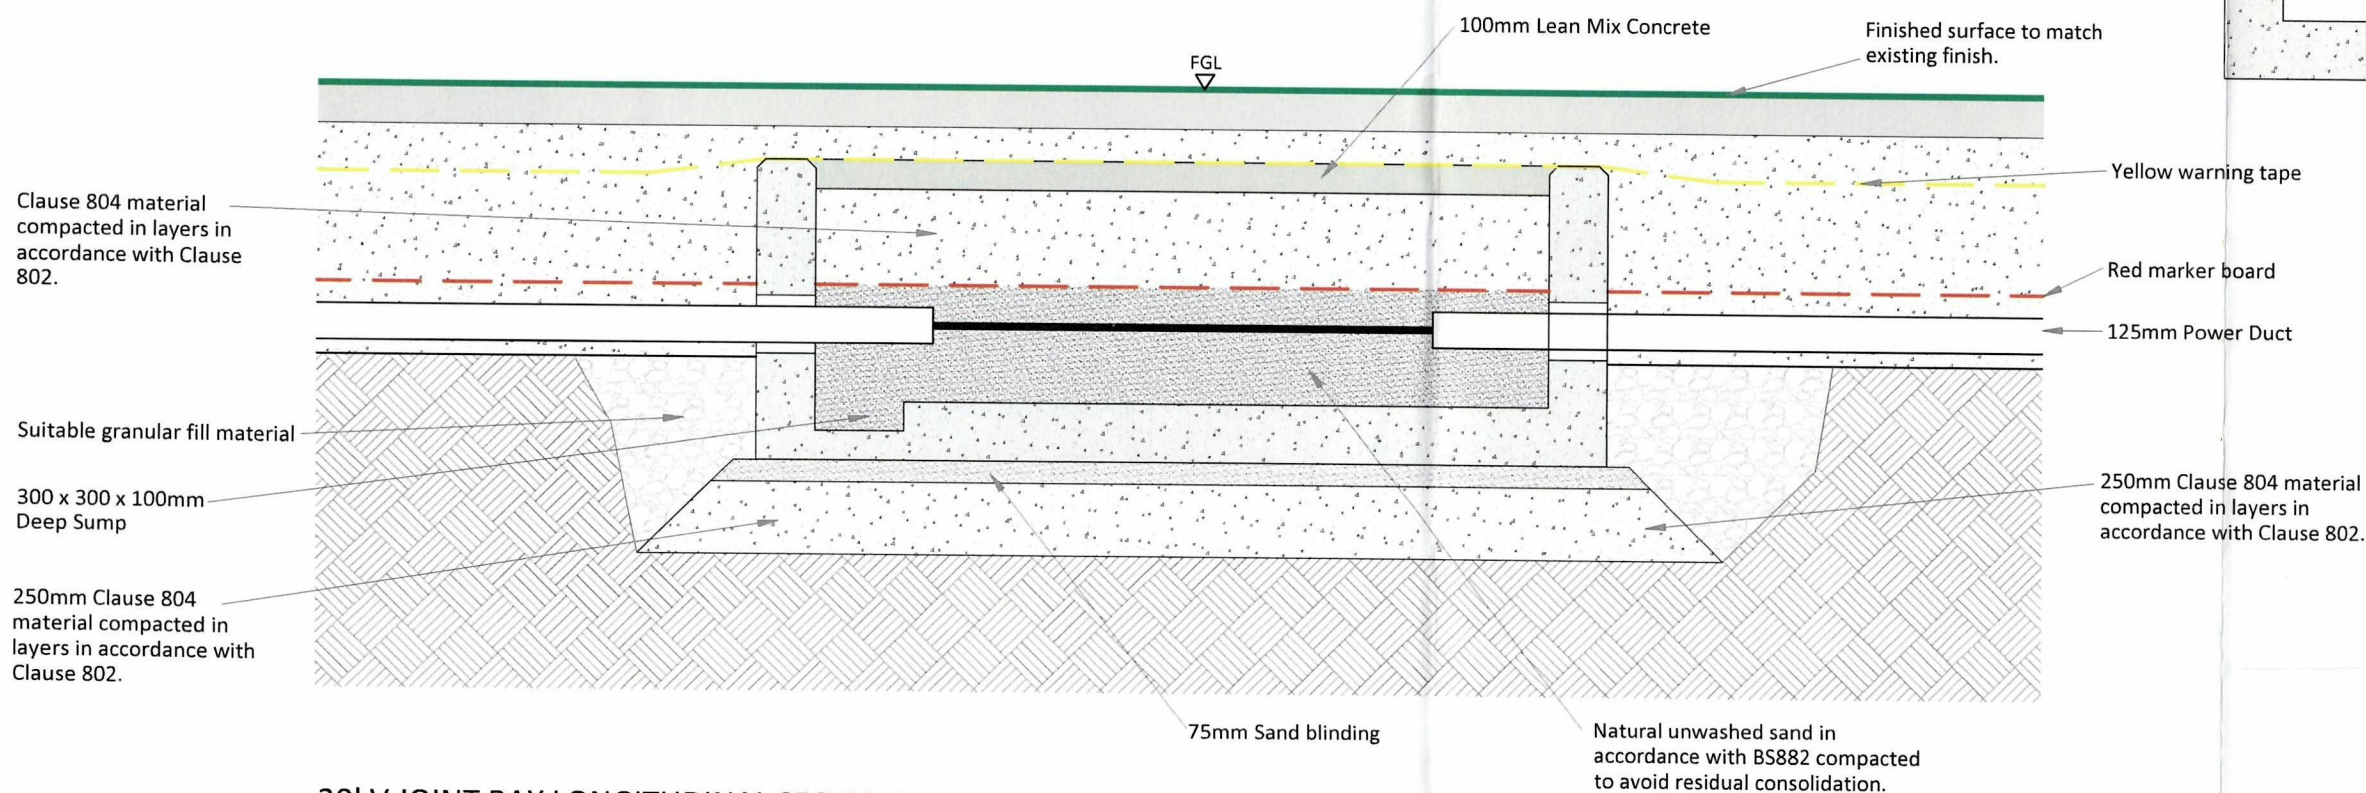 100mm Lean Mix Concrete
Finished surface to match
existing finish.
FGL
Yellow warning tape
Clause 804 material
compacted in layers in
accordance with Clause
802.
Red marker board
125mm Power Duct
Suitable granular fill material
300 x 300 x 100mm
Deep Sump
250mm Clause 804 material
compacted in layers in
accordance with Clause 802.
250mm Clause 804
material compacted in
layers in accordance with
Clause 802.
75mm Sand blinding
Natural unwashed sand in
accordance with BS882 compacted
to avoid residual consolidation.
JOINT BAY LONGITUDINAL